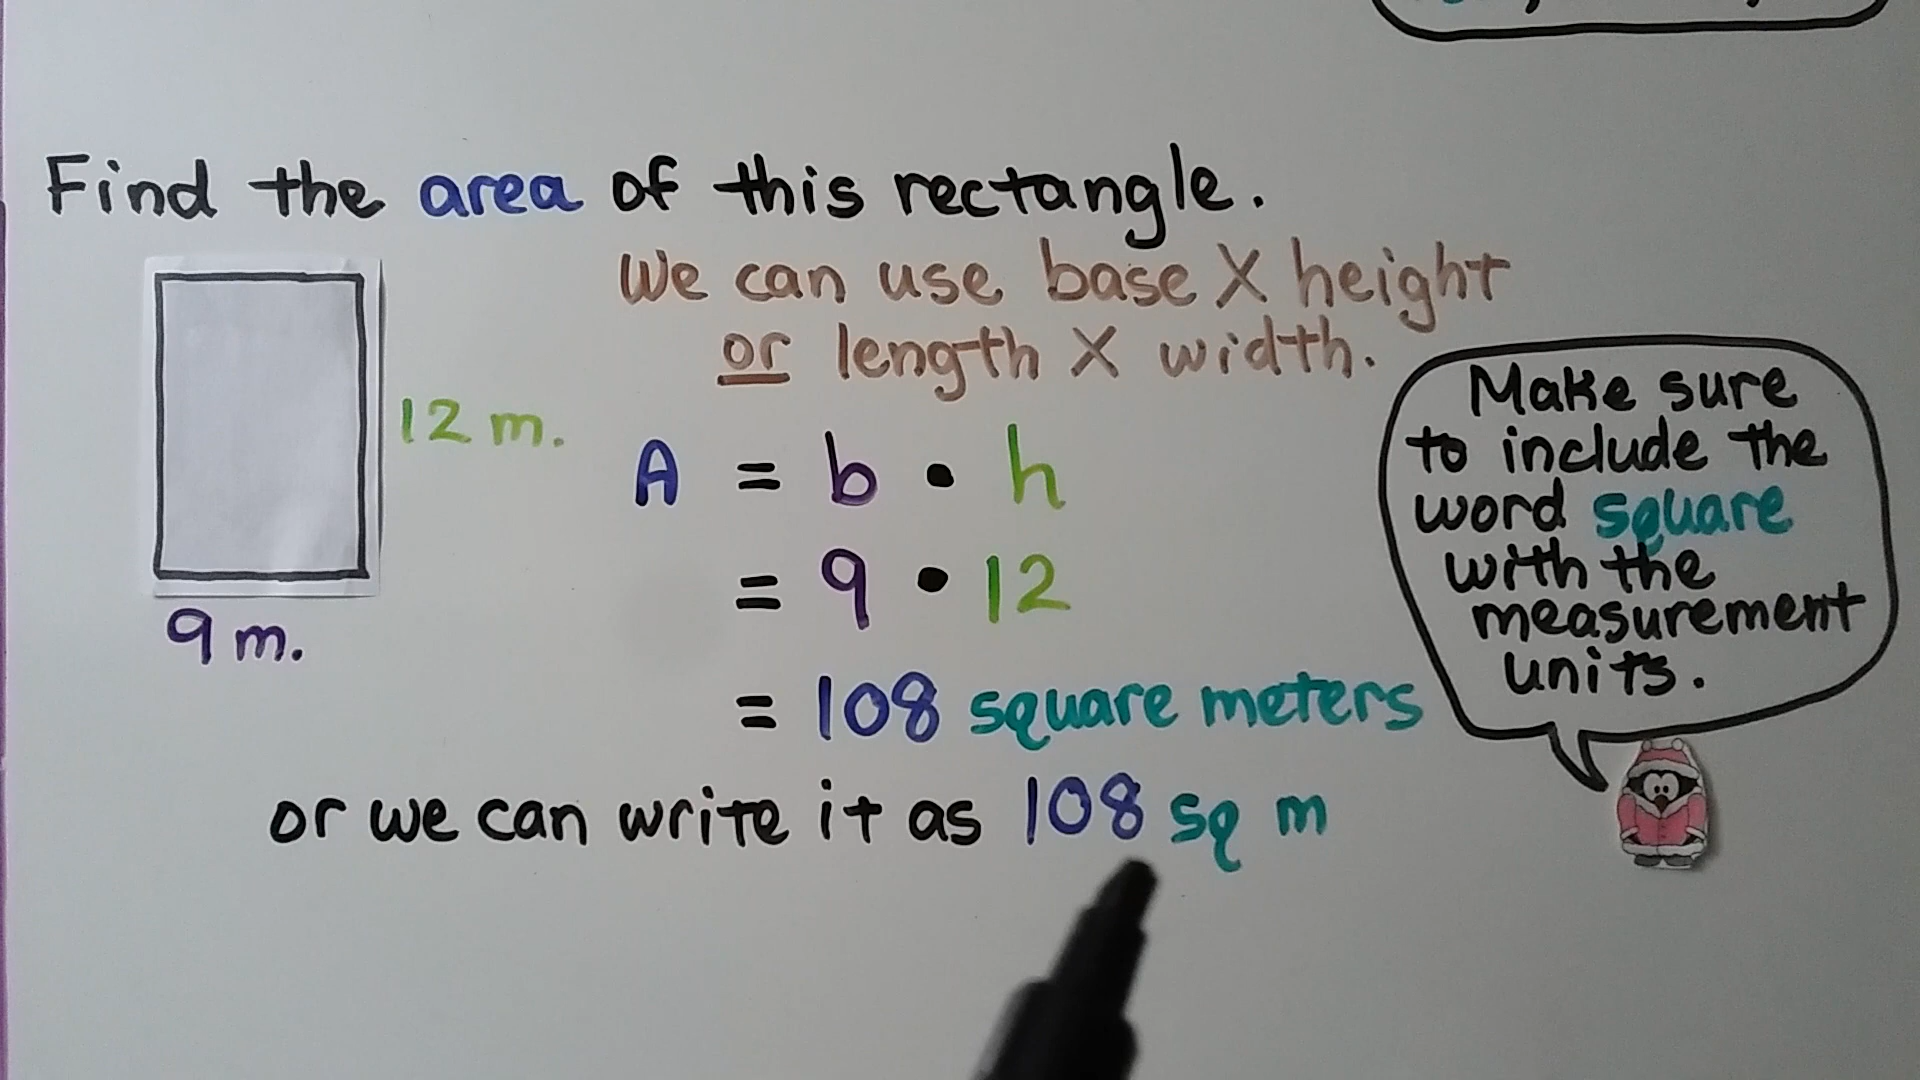 Find the area of this rectangle.
We can use base X height
or length X width.
12 m.
9 m.
A = b • h
= 9 • 12
= 108 square meters
or we can write it as 108 sq m
Make sure
to include the
word square
with the
measurement
units.